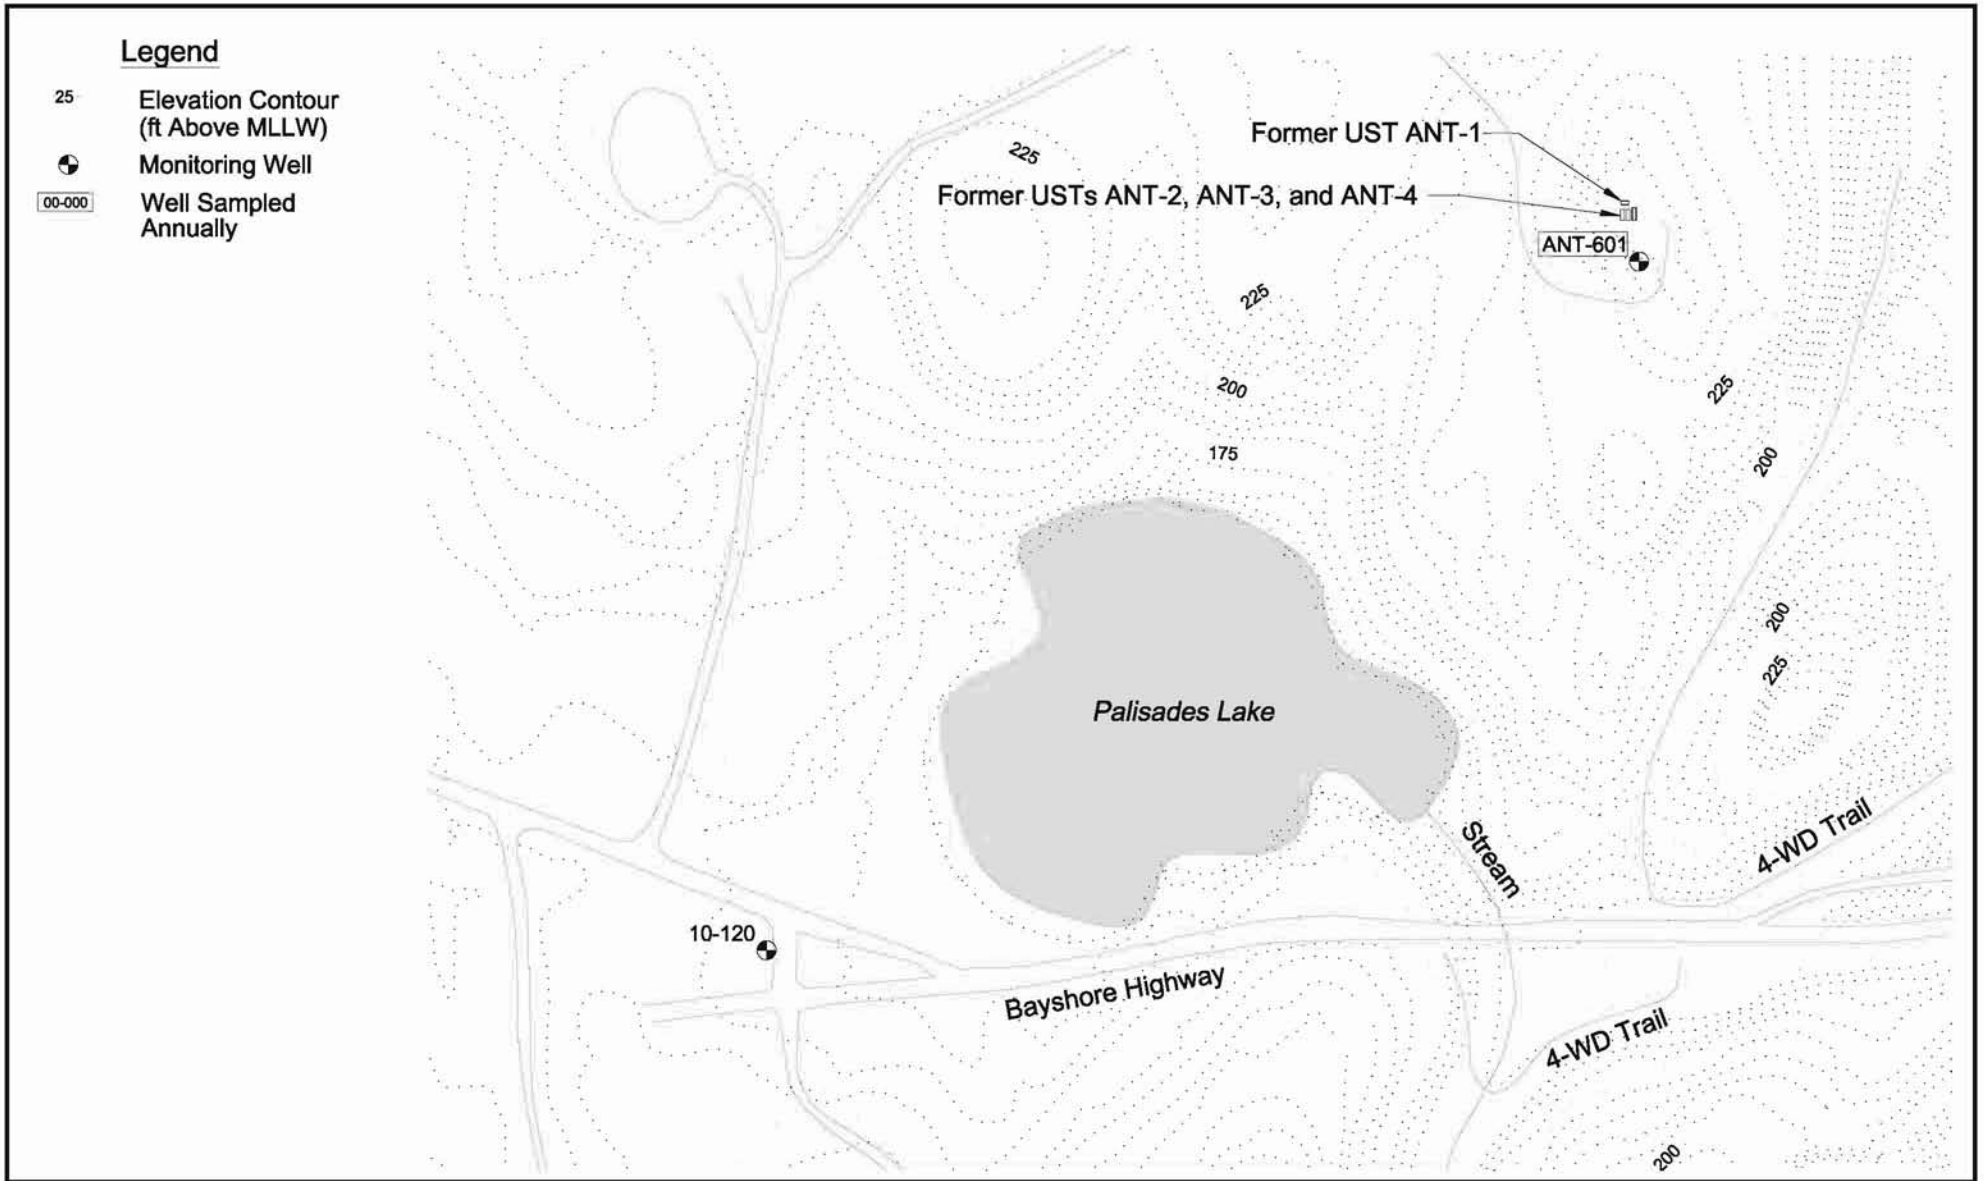 Legend
25
Elevation Contour
(ft Above MLLW)
Monitoring Well
00-000
Well Sampled
Annually
Former UST ANT-1
225
Former USTs ANT-2, ANT-3, and ANT-4
ANT-601
225
200
225
175
200
200
225
Palisades Lake
Stream
4-WD Trail
10-120
Bayshore Highway
4-WD Trail
200